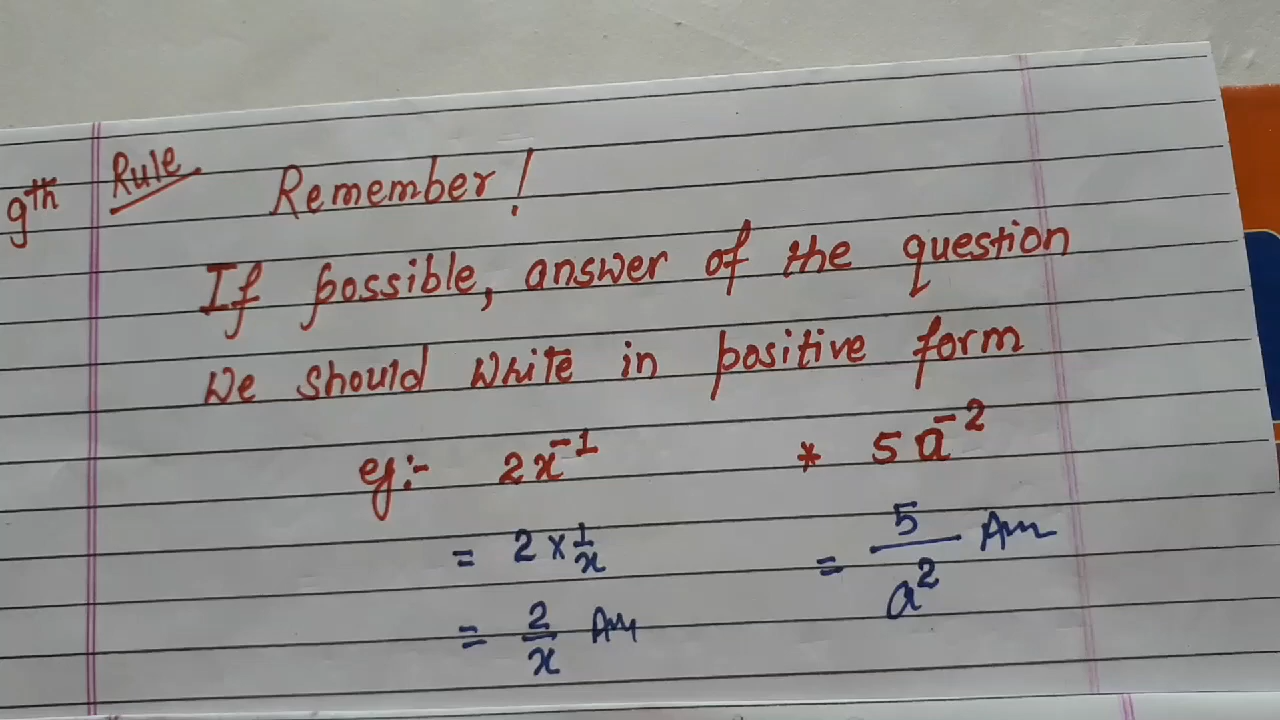 9th Rule Remember!
If possible, answer of the question
We should write in positive form
eg:- 2x⁻¹ * 5a⁻²
= 2 × 1/x = 5/a² Ans
= 2/x Ans